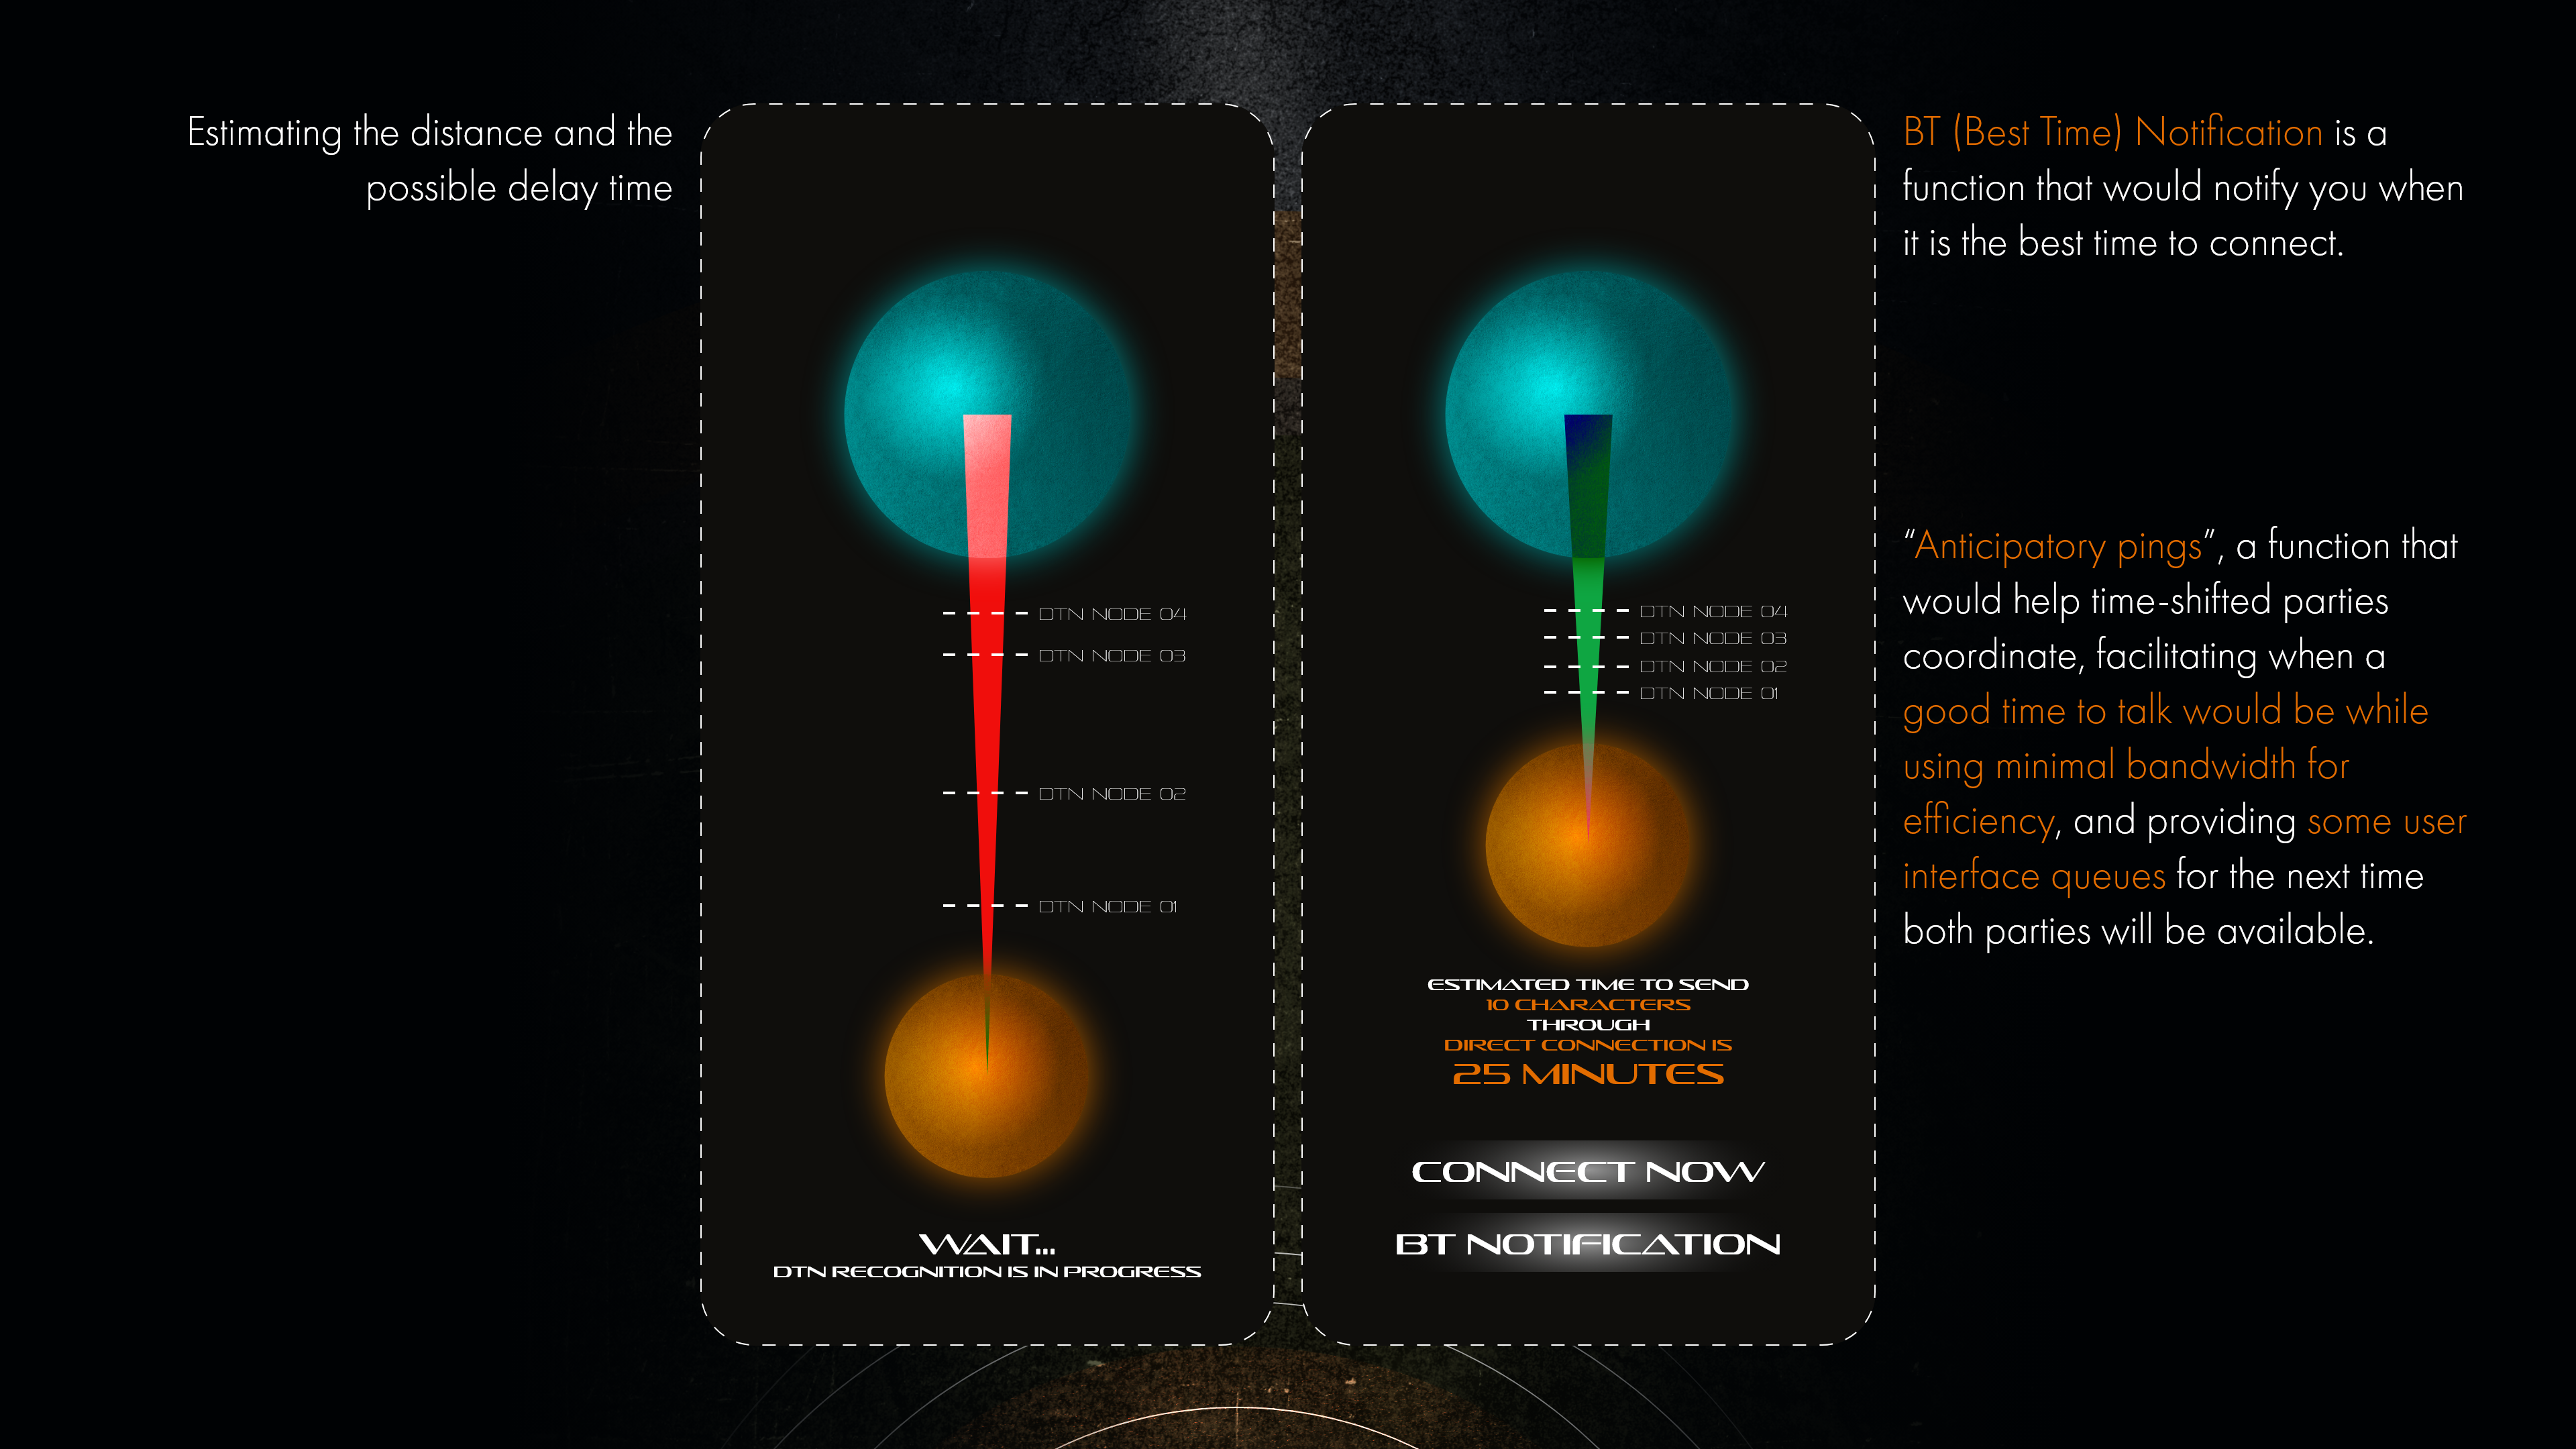 Estimating the distance and the
possible delay time
DTN NODE 04
DTN NODE 03
DTN NODE 02
DTN NODE 01
WAIT...
DTN RECOGNITION IS IN PROGRESS
DTN NODE 04
DTN NODE 03
DTN NODE 02
DTN NODE 01
ESTIMATED TIME TO SEND
10 CHARACTERS
THROUGH
DIRECT CONNECTION IS
25 MINUTES
CONNECT NOW
BT NOTIFICATION
BT (Best Time) Notification is a
function that would notify you when
it is the best time to connect.
“Anticipatory pings”, a function that
would help time-shifted parties
coordinate, facilitating when a
good time to talk would be while
using minimal bandwidth for
efficiency, and providing some user
interface queues for the next time
both parties will be available.